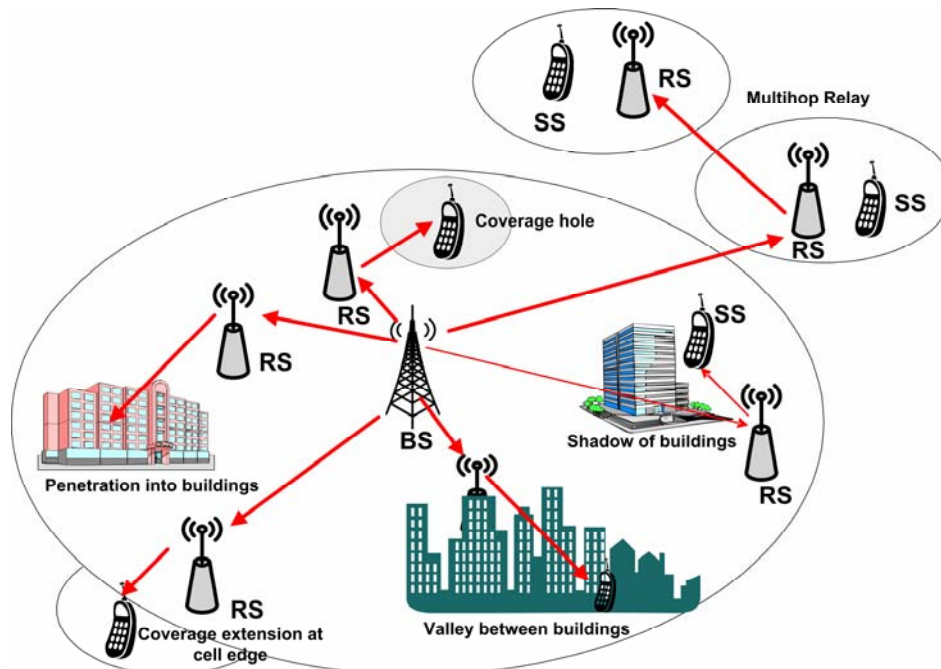 RS
SS
Multihop Relay
SS
RS
Coverage hole
RS
SS
RS
BS
Shadow of buildings
RS
Penetration into buildings
RS
Coverage extension at
cell edge
Valley between buildings